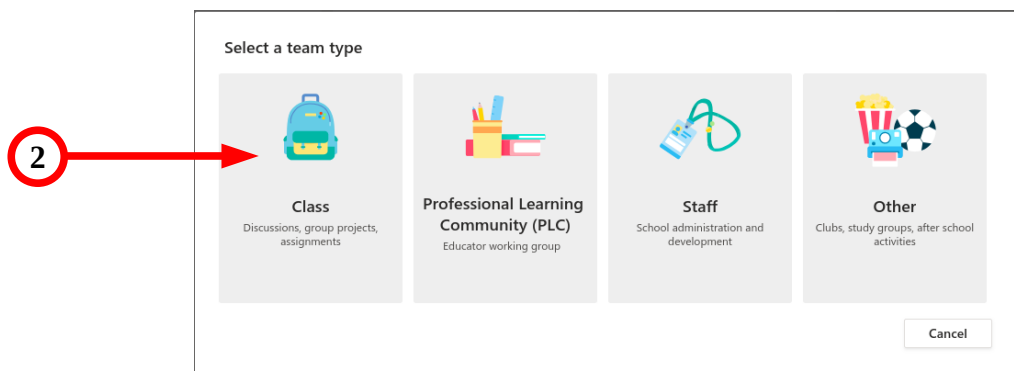 Select a team type
2
Class
Discussions, group projects,
assignments
Professional Learning
Community (PLC)
Educator working group
Staff
School administration and
development
Other
Clubs, study groups, after school
activities
Cancel